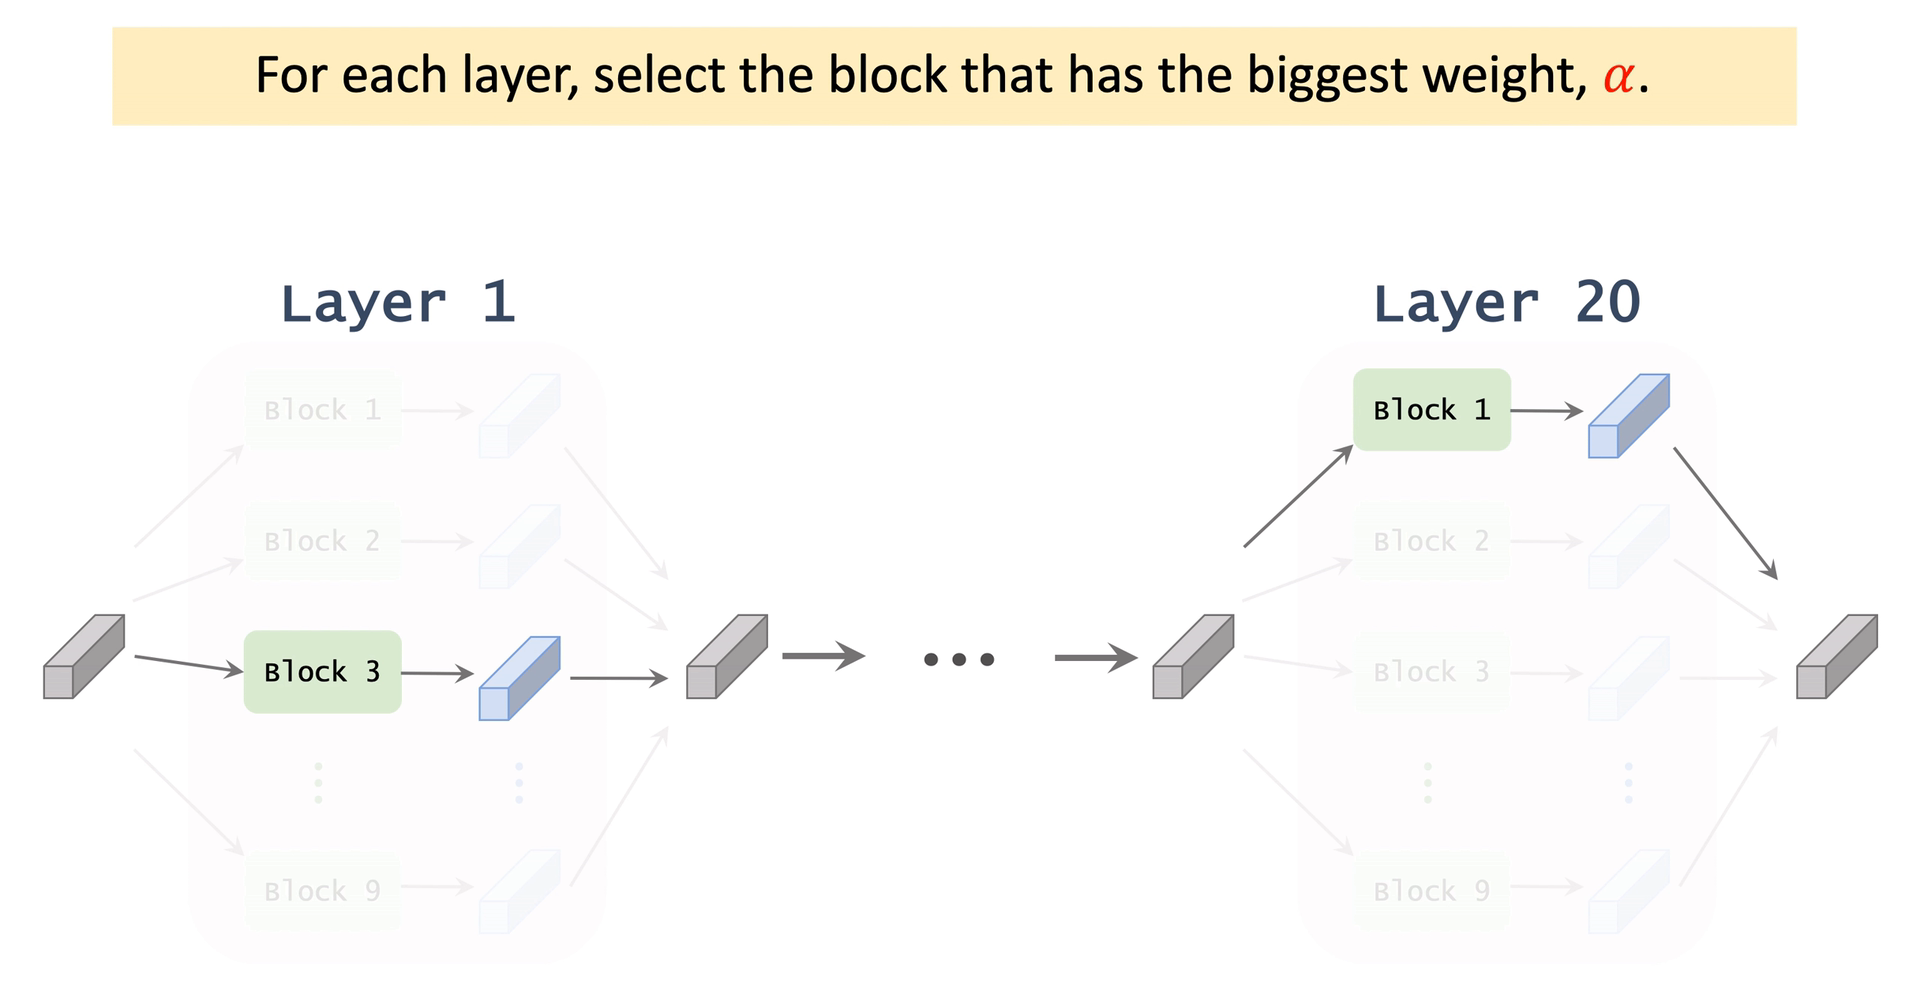 For each layer, select the block that has the biggest weight, α.
Layer 1
Block 1
Block 2
Block 3
Block 9
...
Layer 20
Block 1
Block 2
Block 3
Block 9